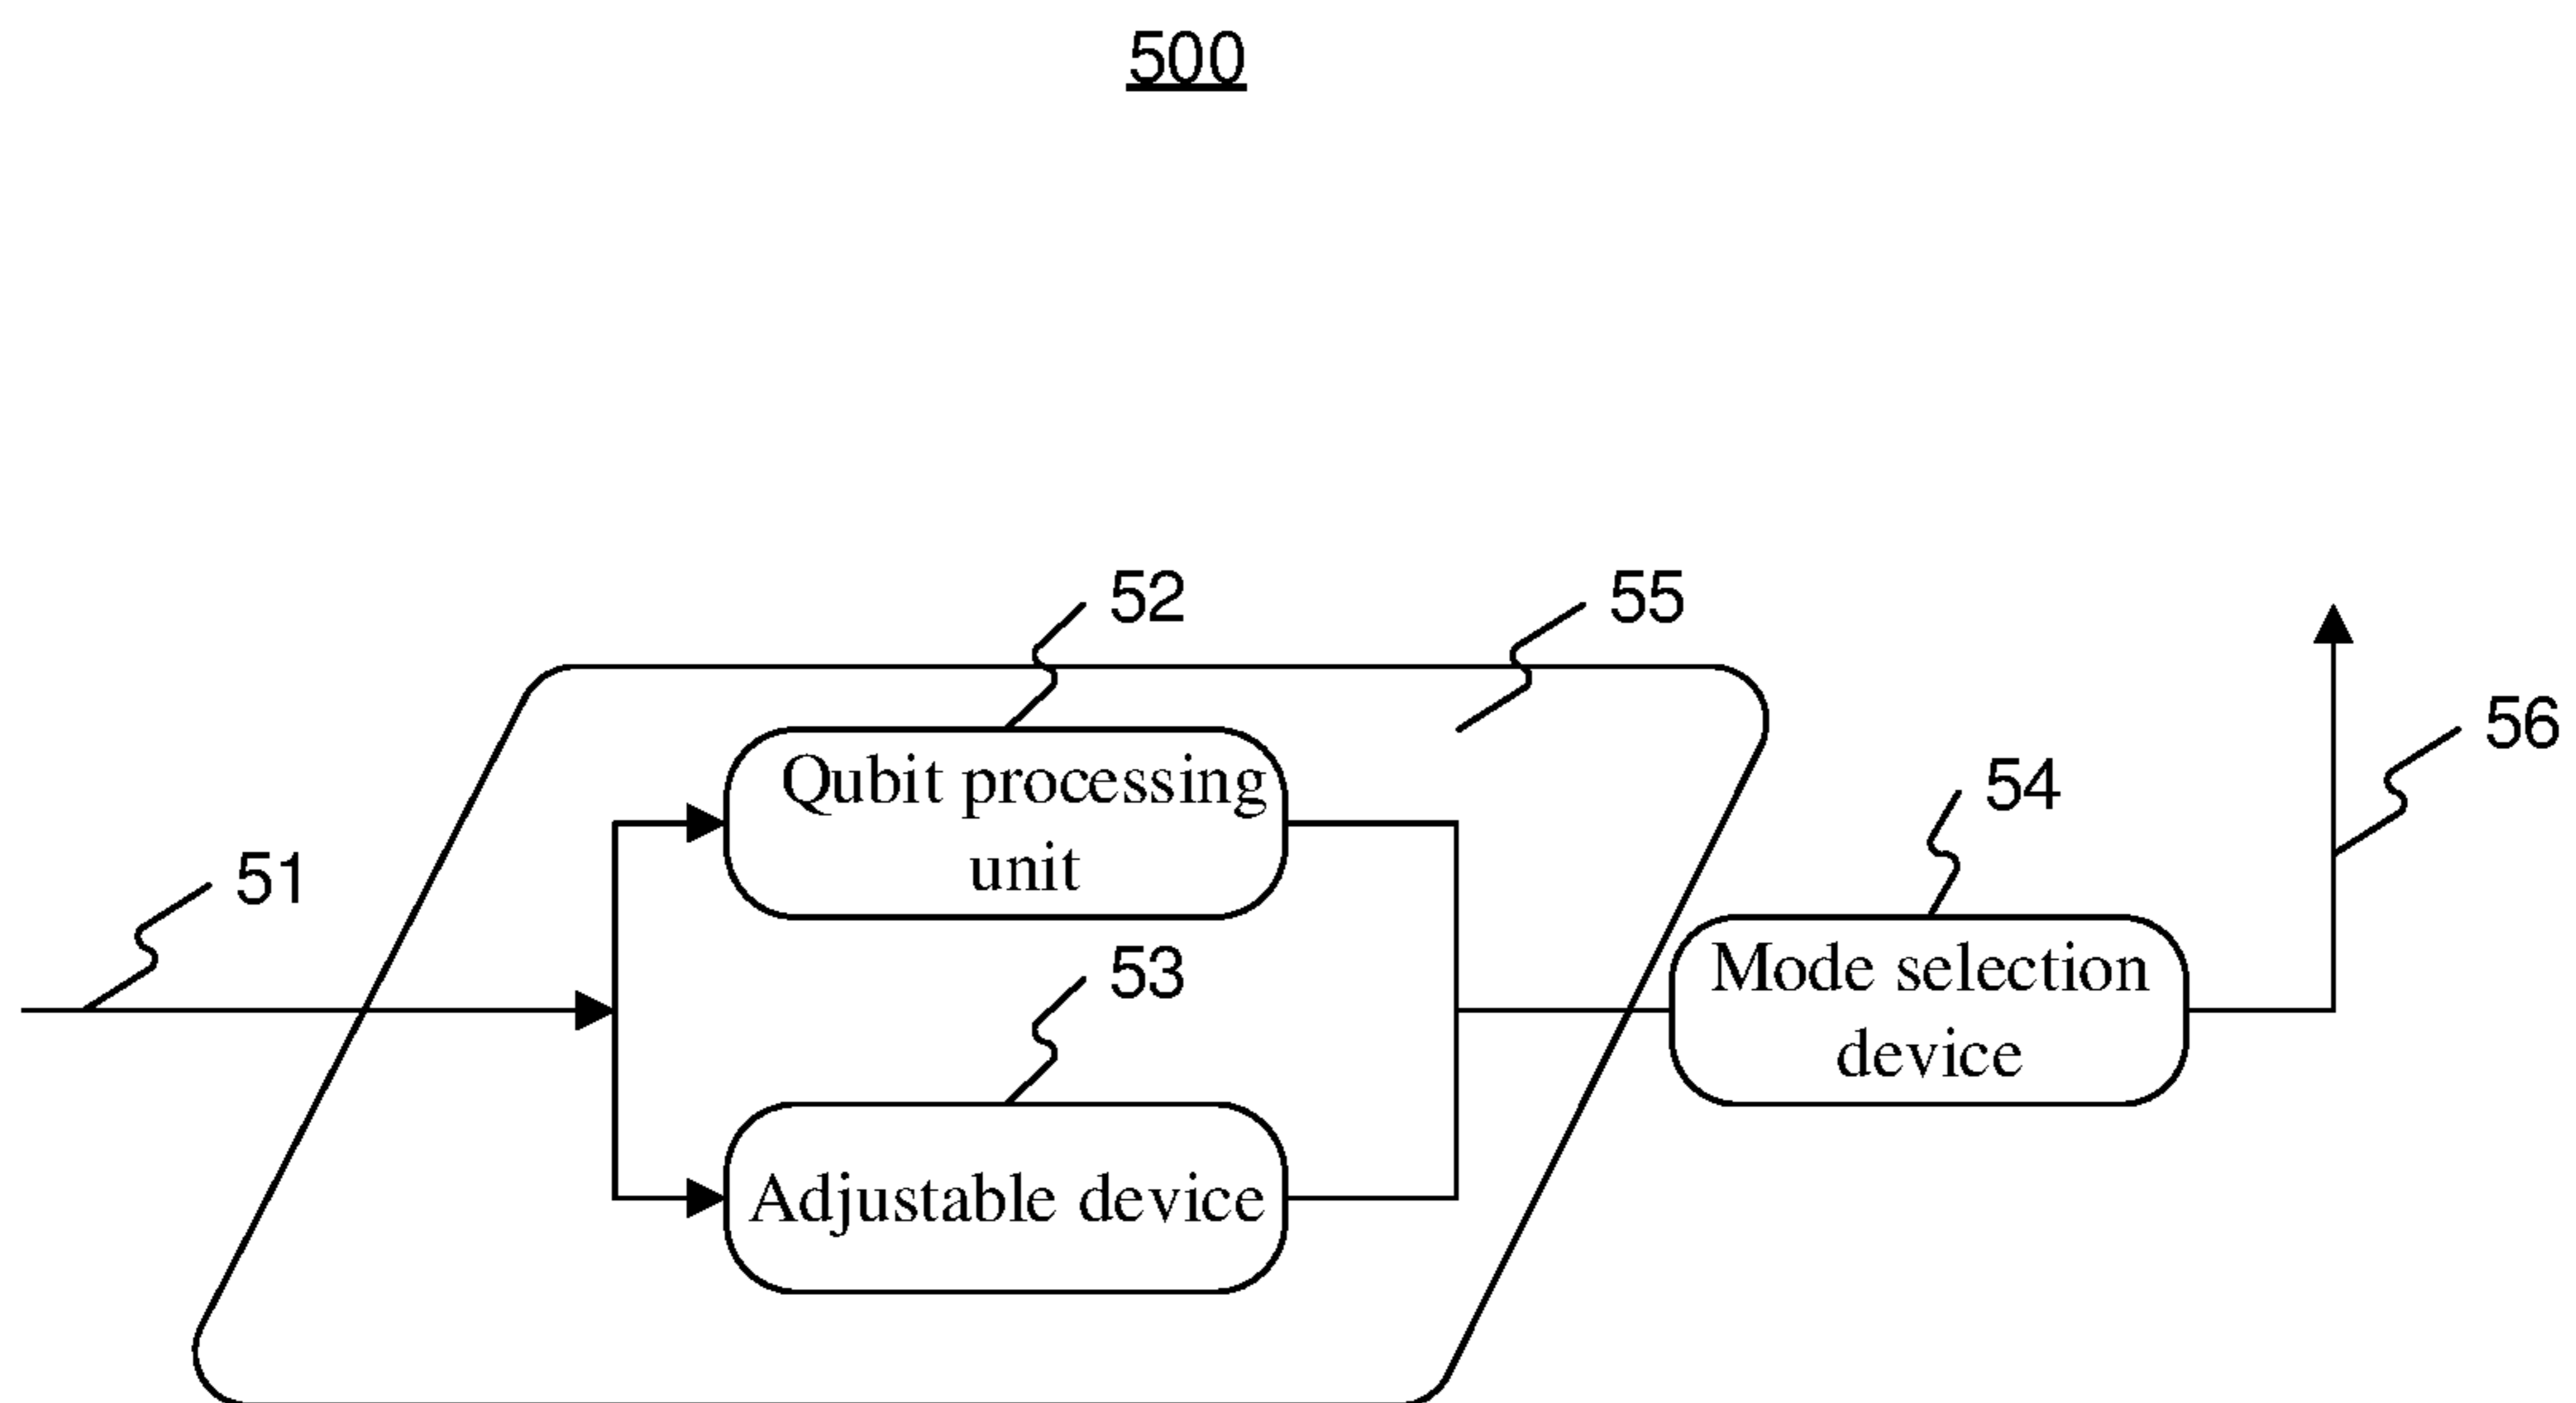 500
52
55
Qubit processing
unit
56
54
51
Mode selection
device
53
Adjustable device